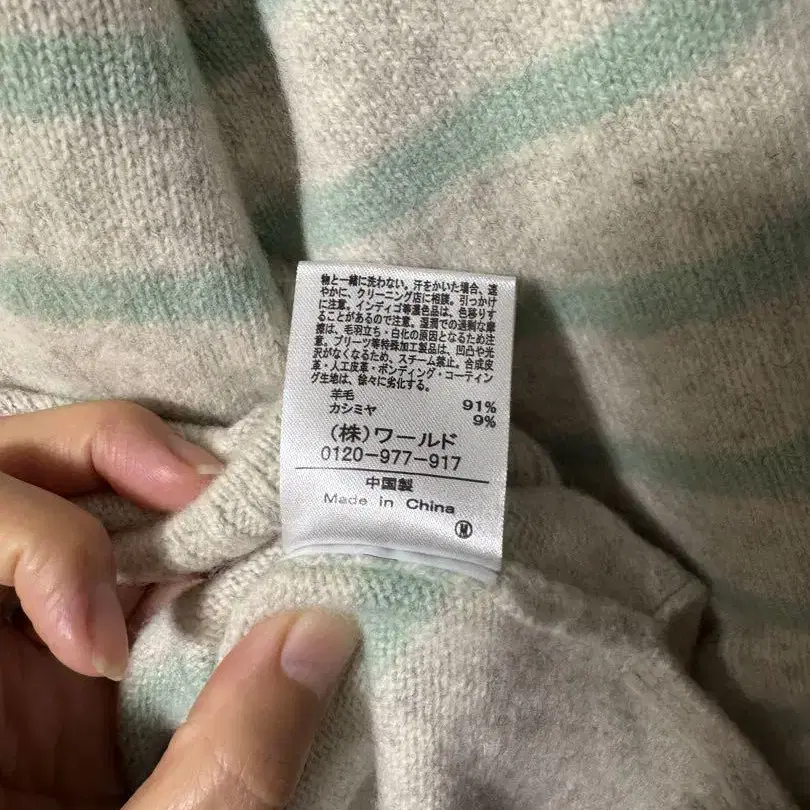 物と一緒に洗わない。汗をかいた場合、速
やかに、クリーニング店に相談。引っかけ
に注意。インディゴ等濃色品は、色移りす
ることがあるので注意。湿潤での過剰な摩
擦は、毛羽立ち・白化の原因となるため注
意。プリーツ等特殊加工製品は、凹凸や光
沢がなくなるため、スチーム禁止。合成皮
革・人工皮革・ボンディング・コーティン
グ生地は、徐々に劣化する。
羊毛 91%
カシミヤ 9%
(株)ワールド
0120-977-917
中国製
Made in China
M